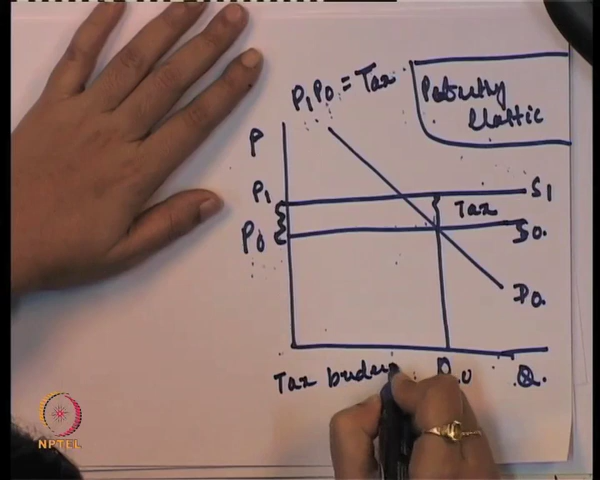 P₁P₀ = Tax
Perfectly
Elastic
P
P₁
S₁
Tax
P₀
S₀.
D₀.
Q₀
Q.
Tax burden
NPTEL